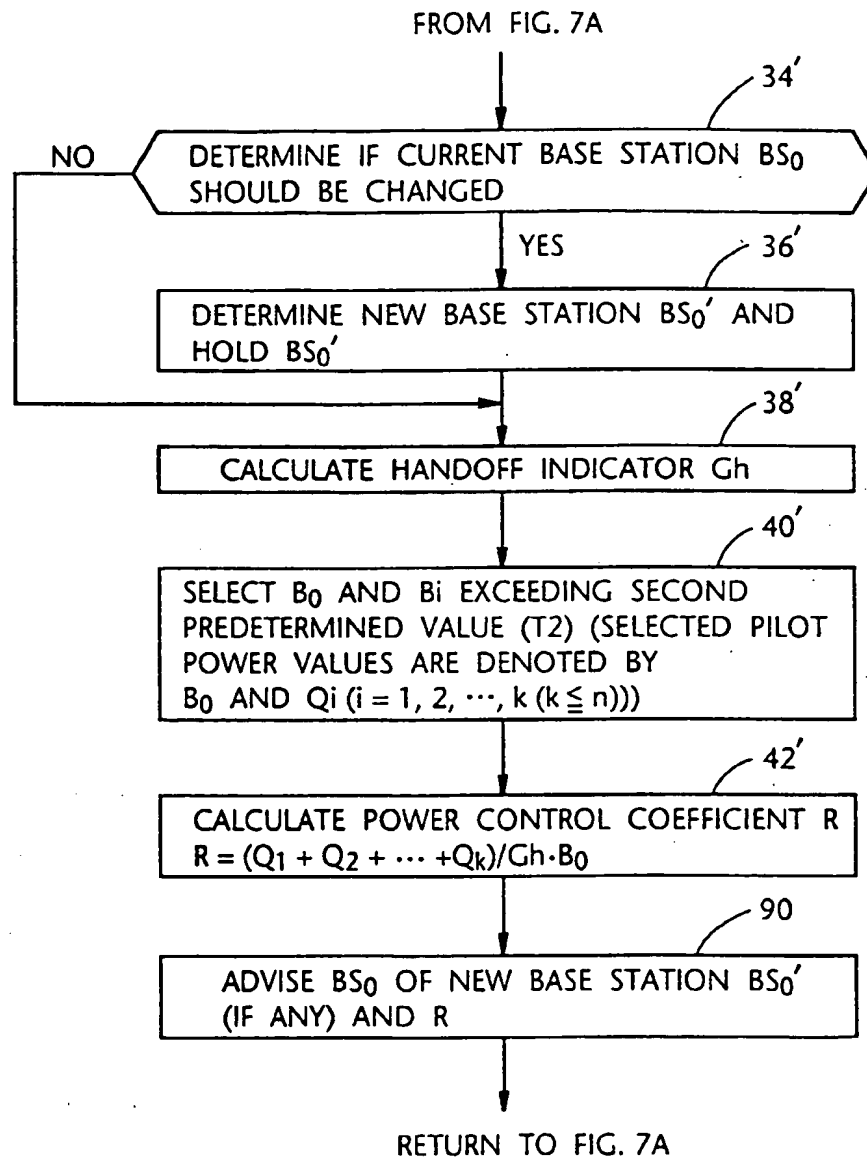 FROM FIG. 7A
34′
NO
DETERMINE IF CURRENT BASE STATION BS₀
SHOULD BE CHANGED
YES
36′
DETERMINE NEW BASE STATION BS₀′ AND
HOLD BS₀′
38′
CALCULATE HANDOFF INDICATOR Gh
40′
SELECT B₀ AND Bi EXCEEDING SECOND
PREDETERMINED VALUE (T2) (SELECTED PILOT
POWER VALUES ARE DENOTED BY
B₀ AND Qi (i = 1, 2, ⋯, k (k ≦ n)))
42′
CALCULATE POWER CONTROL COEFFICIENT R
R = (Q₁ + Q₂ + ⋯ +Qₖ)/Gh·B₀
90
ADVISE BS₀ OF NEW BASE STATION BS₀′
(IF ANY) AND R
RETURN TO FIG. 7A